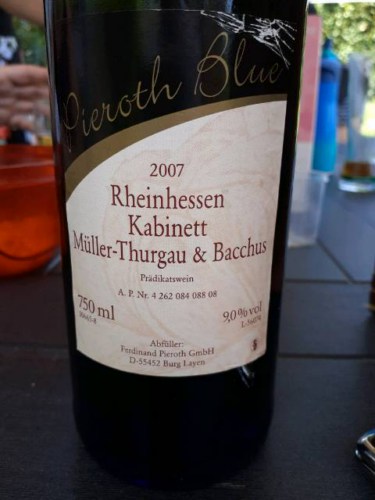 Pieroth Blue
2007
Rheinhessen
Kabinett
Müller-Thurgau & Bacchus
Prädikatswein
A. P. Nr. 4 262 084 088 08
750 ml
9,0 % vol
Abfüller:
Ferdinand Pieroth GmbH
D-55452 Burg Layen